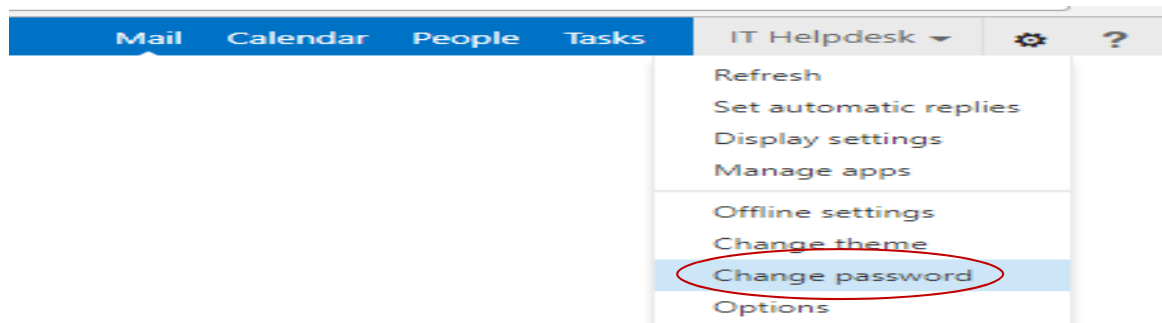 Mail Calendar People Tasks IT Helpdesk ?
Refresh
Set automatic replies
Display settings
Manage apps
Offline settings
Change theme
Change password
Options